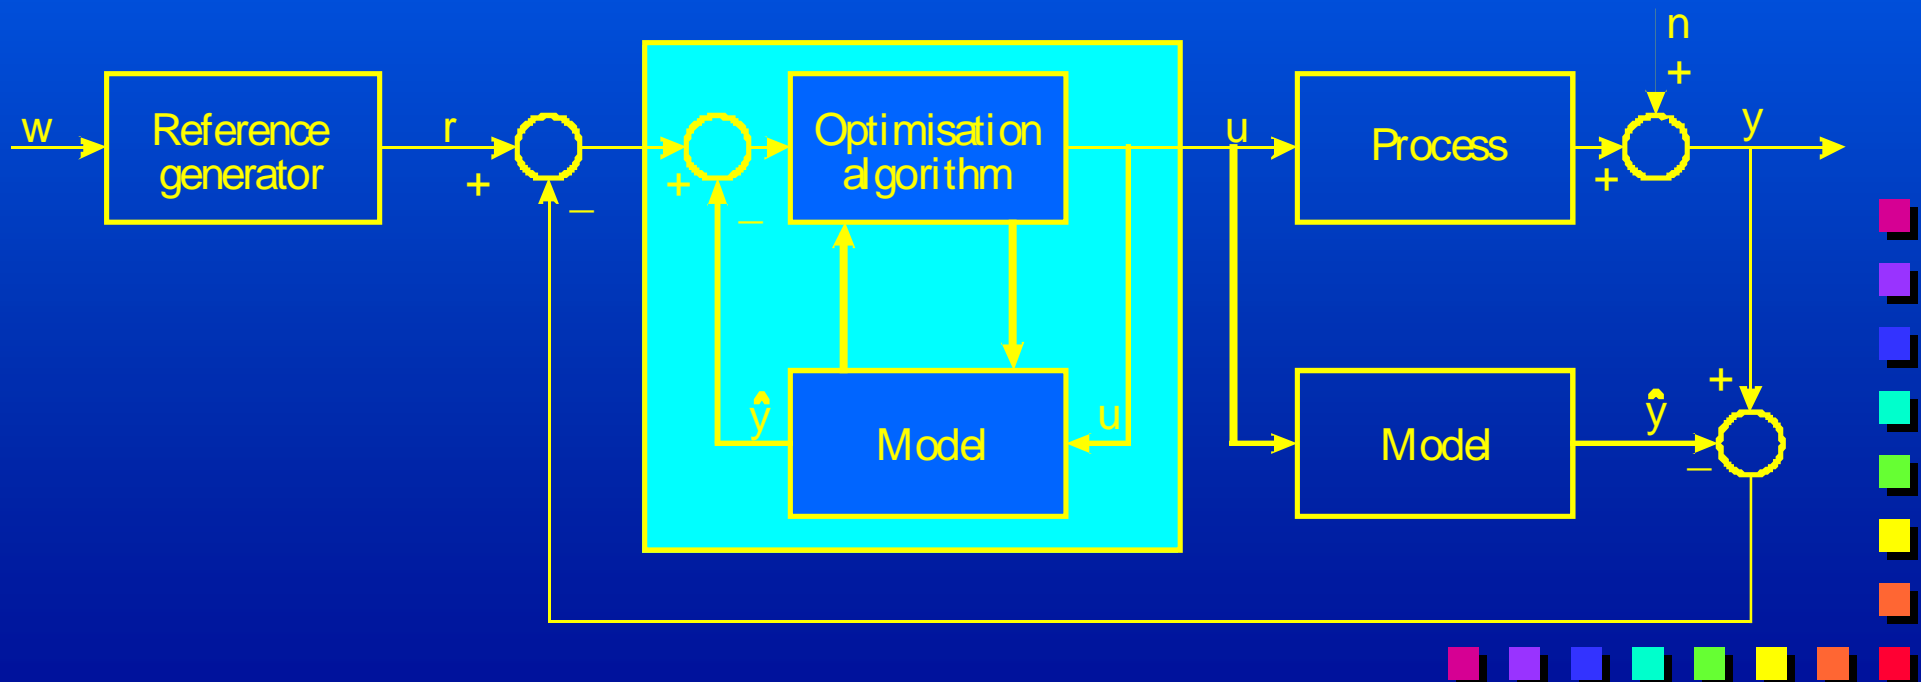 n
+
w
Reference
generator
r
+
–
+
–
Optimisation
algorithm
u
Process
+
y
ŷ
Model
u
Model
ŷ
+
–